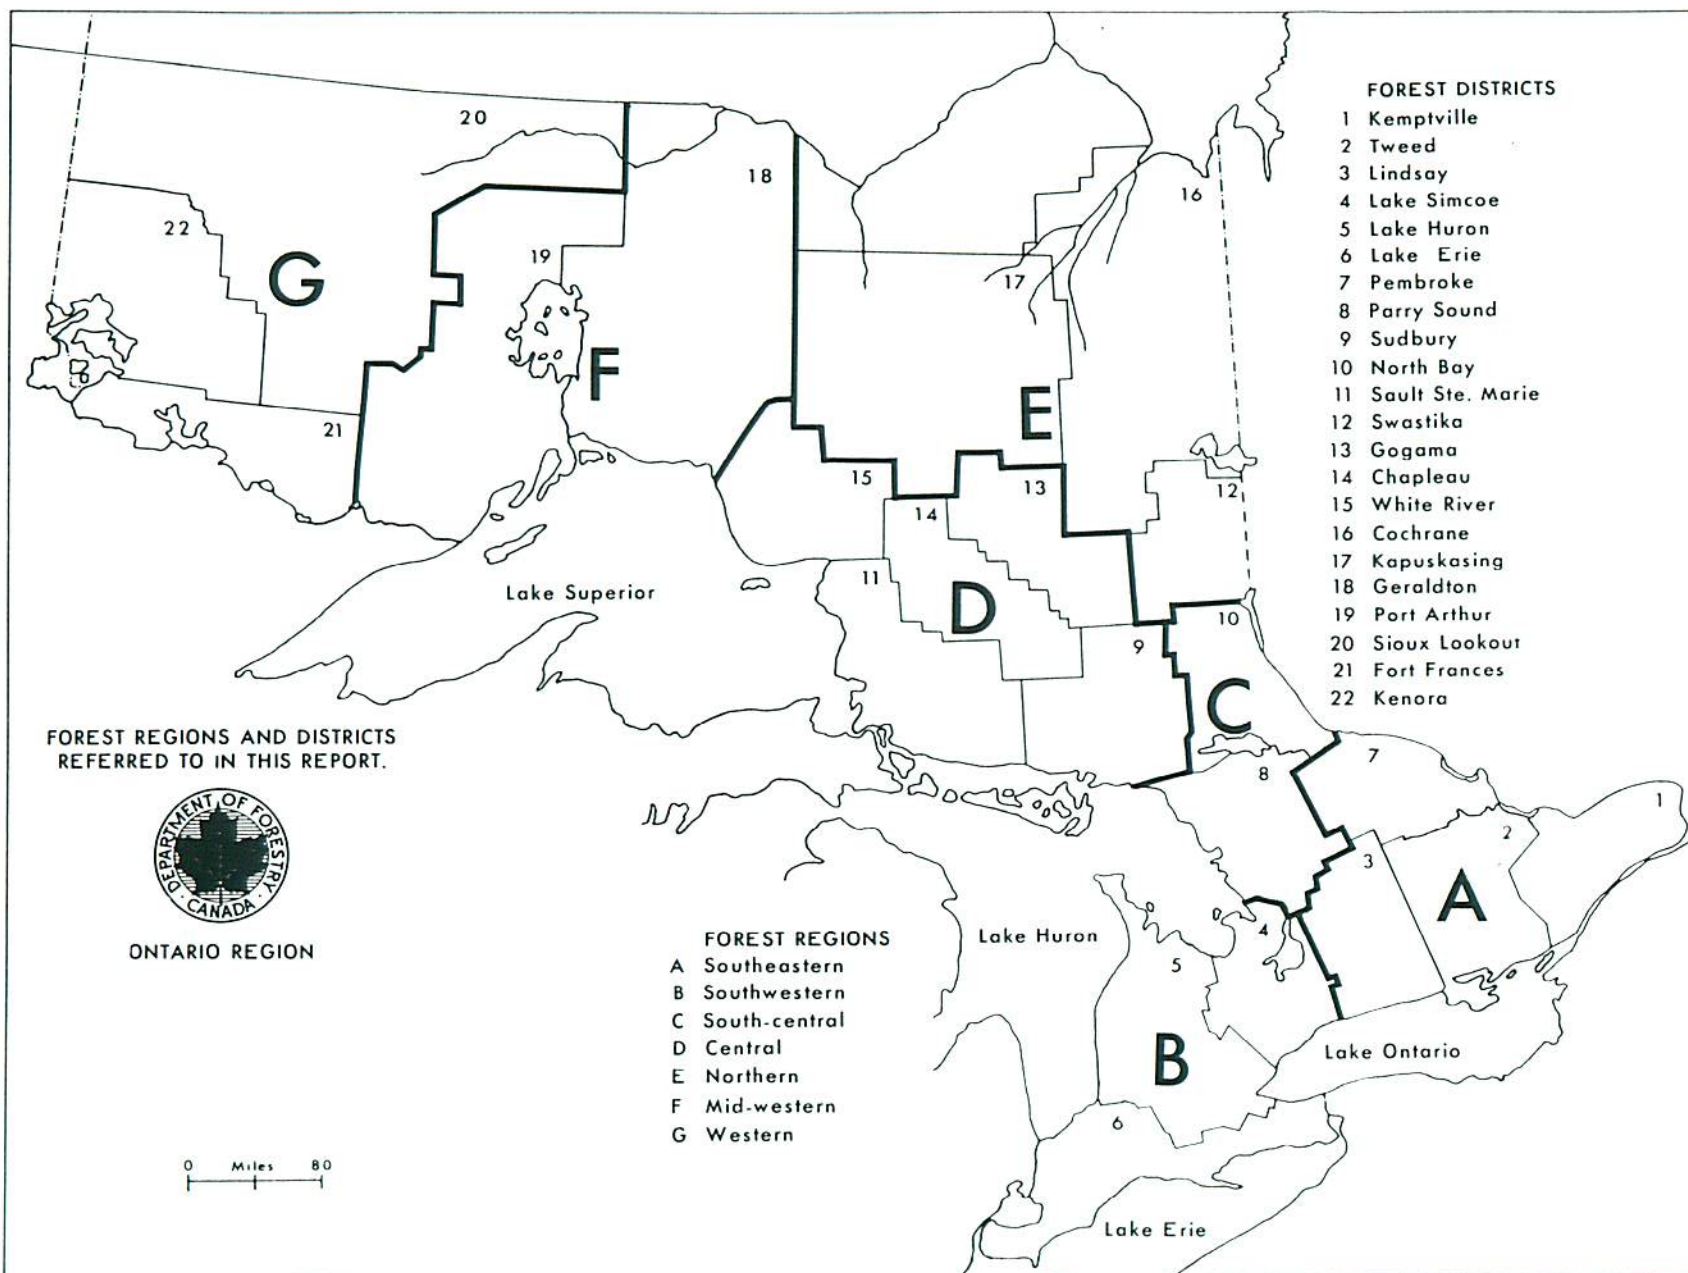 FOREST DISTRICTS
1 Kemptville
2 Tweed
3 Lindsay
4 Lake Simcoe
5 Lake Huron
6 Lake Erie
7 Pembroke
8 Parry Sound
9 Sudbury
10 North Bay
11 Sault Ste. Marie
12 Swastika
13 Gogama
14 Chapleau
15 White River
16 Cochrane
17 Kapuskasing
18 Geraldton
19 Port Arthur
20 Sioux Lookout
21 Fort Frances
22 Kenora
20
18
16
22
G
19
17
F
E
21
15
13
12
14
Lake Superior
11
D
10
9
C
FOREST REGIONS AND DISTRICTS
REFERRED TO IN THIS REPORT.
7
8
1
2
3
A
DEPARTMENT OF FORESTRY
CANADA
ONTARIO REGION
4
Lake Huron
5
B
Lake Ontario
6
Lake Erie
FOREST REGIONS
A Southeastern
B Southwestern
C South-central
D Central
E Northern
F Mid-western
G Western
0 Miles 80